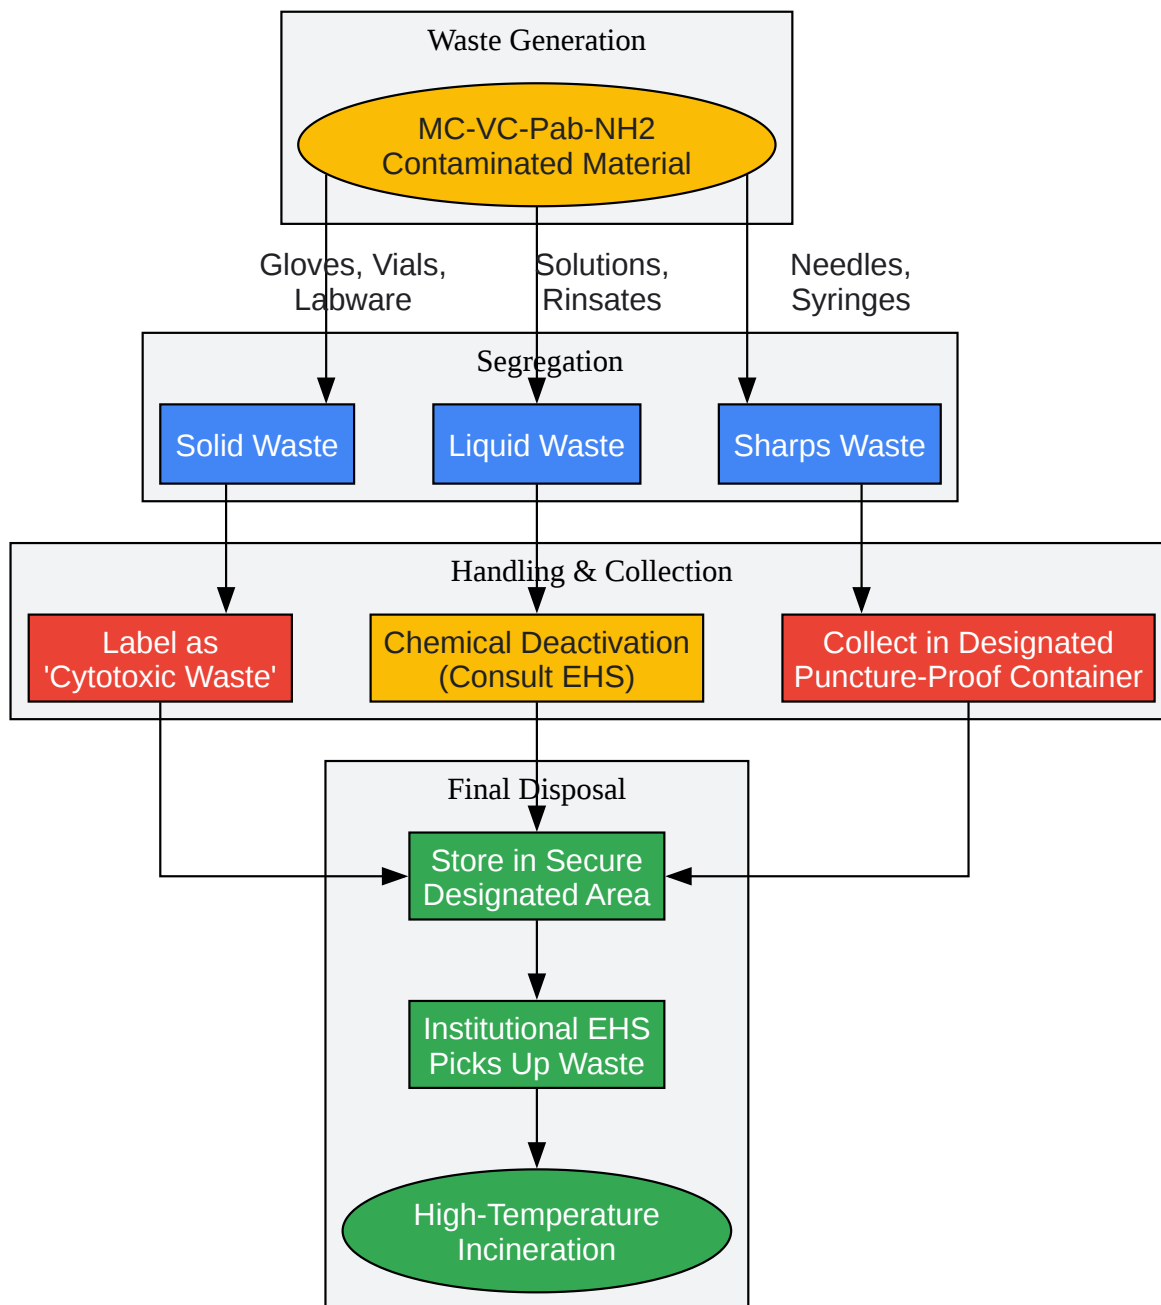 Waste Generation
MC-VC-Pab-NH2
Contaminated Material
Gloves, Vials,
Labware
Solutions,
Rinsates
Needles,
Syringes
Segregation
Solid Waste
Liquid Waste
Sharps Waste
Handling & Collection
Label as
'Cytotoxic Waste'
Chemical Deactivation
(Consult EHS)
Collect in Designated
Puncture-Proof Container
Final Disposal
Store in Secure
Designated Area
Institutional EHS
Picks Up Waste
High-Temperature
Incineration